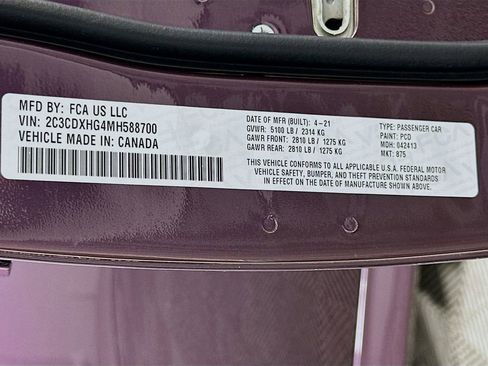 MFD BY: FCA US LLC
VIN: 2C3CDXHG4MH588700
VEHICLE MADE IN: CANADA
DATE OF MFR (BUILT): 4-21
GVWR: 5100 LB / 2314 KG
GAWR FRONT: 2810 LB / 1275 KG
GAWR REAR: 2810 LB / 1275 KG
TYPE: PASSENGER CAR
PAINT: PCD
MDH: 042413
MKT: 875
THIS VEHICLE CONFORMS TO ALL APPLICABLE U.S.A. FEDERAL MOTOR
VEHICLE SAFETY, BUMPER, AND THEFT PREVENTION STANDARDS
IN EFFECT ON THE DATE OF MANUFACTURE SHOWN ABOVE.